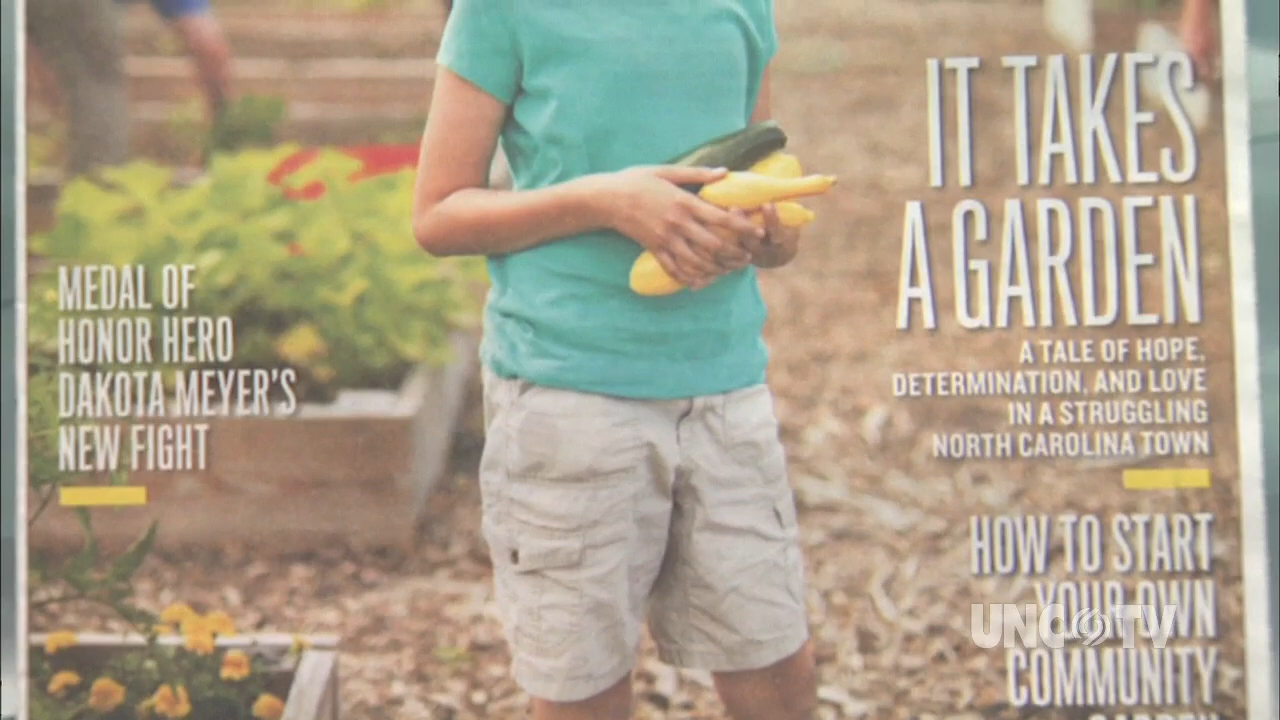 MEDAL OF
HONOR HERO
DAKOTA MEYER'S
NEW FIGHT
IT TAKES
A GARDEN
A TALE OF HOPE,
DETERMINATION, AND LOVE
IN A STRUGGLING
NORTH CAROLINA TOWN
HOW TO START
YOUR OWN
COMMUNITY
UNC TV